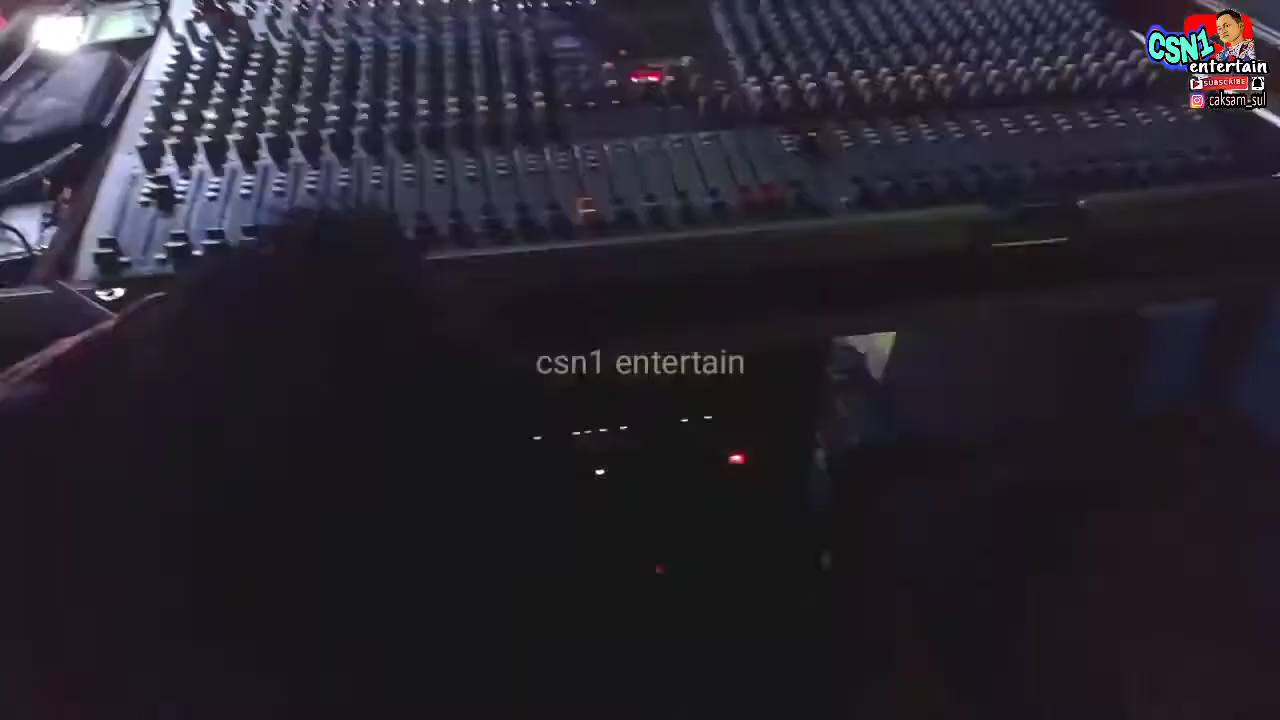 CSN1
entertain
SUBSCRIBE
caksam_sul
csn1 entertain